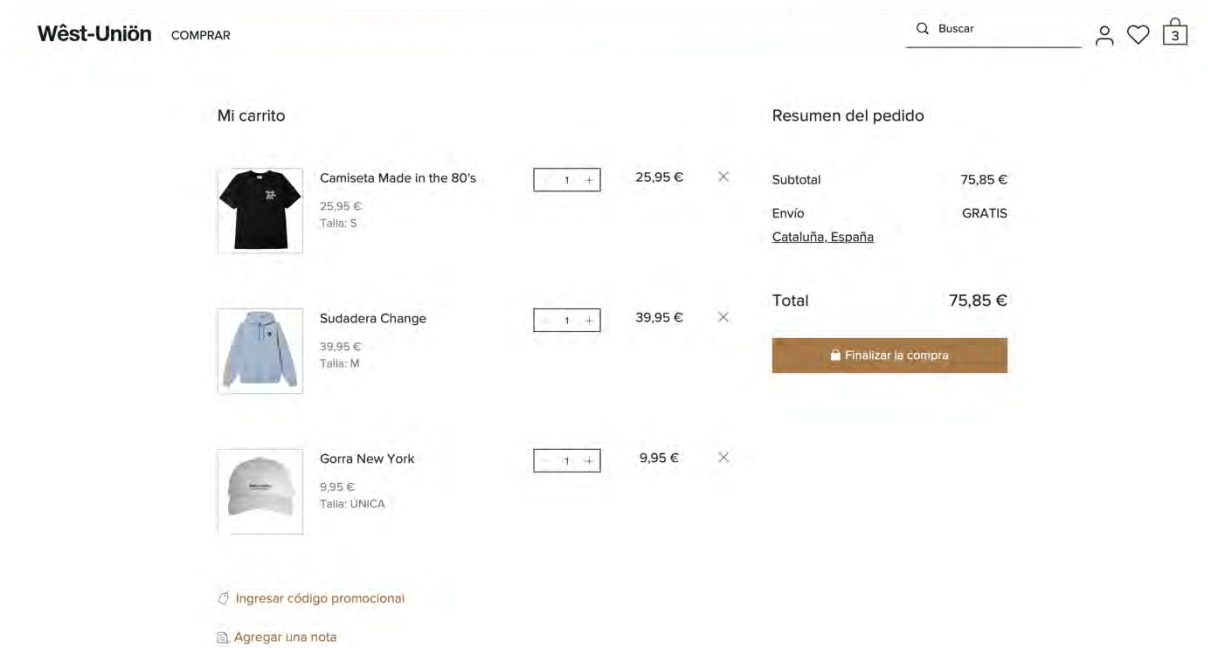 Wêst-Uniön COMPRAR
Buscar
3
Mi carrito
Camiseta Made in the 80's
1 +
25,95 €
25,95 €
Talla: S
Sudadera Change
- 1 +
39,95 €
39,95 €
Talla: M
Gorra New York
- 1 +
9,95 €
9,95 €
Talla: ÚNICA
Ingresar código promocional
Agregar una nota
Resumen del pedido
Subtotal 75,85 €
Envío GRATIS
Cataluña, España
Total 75,85 €
Finalizar la compra